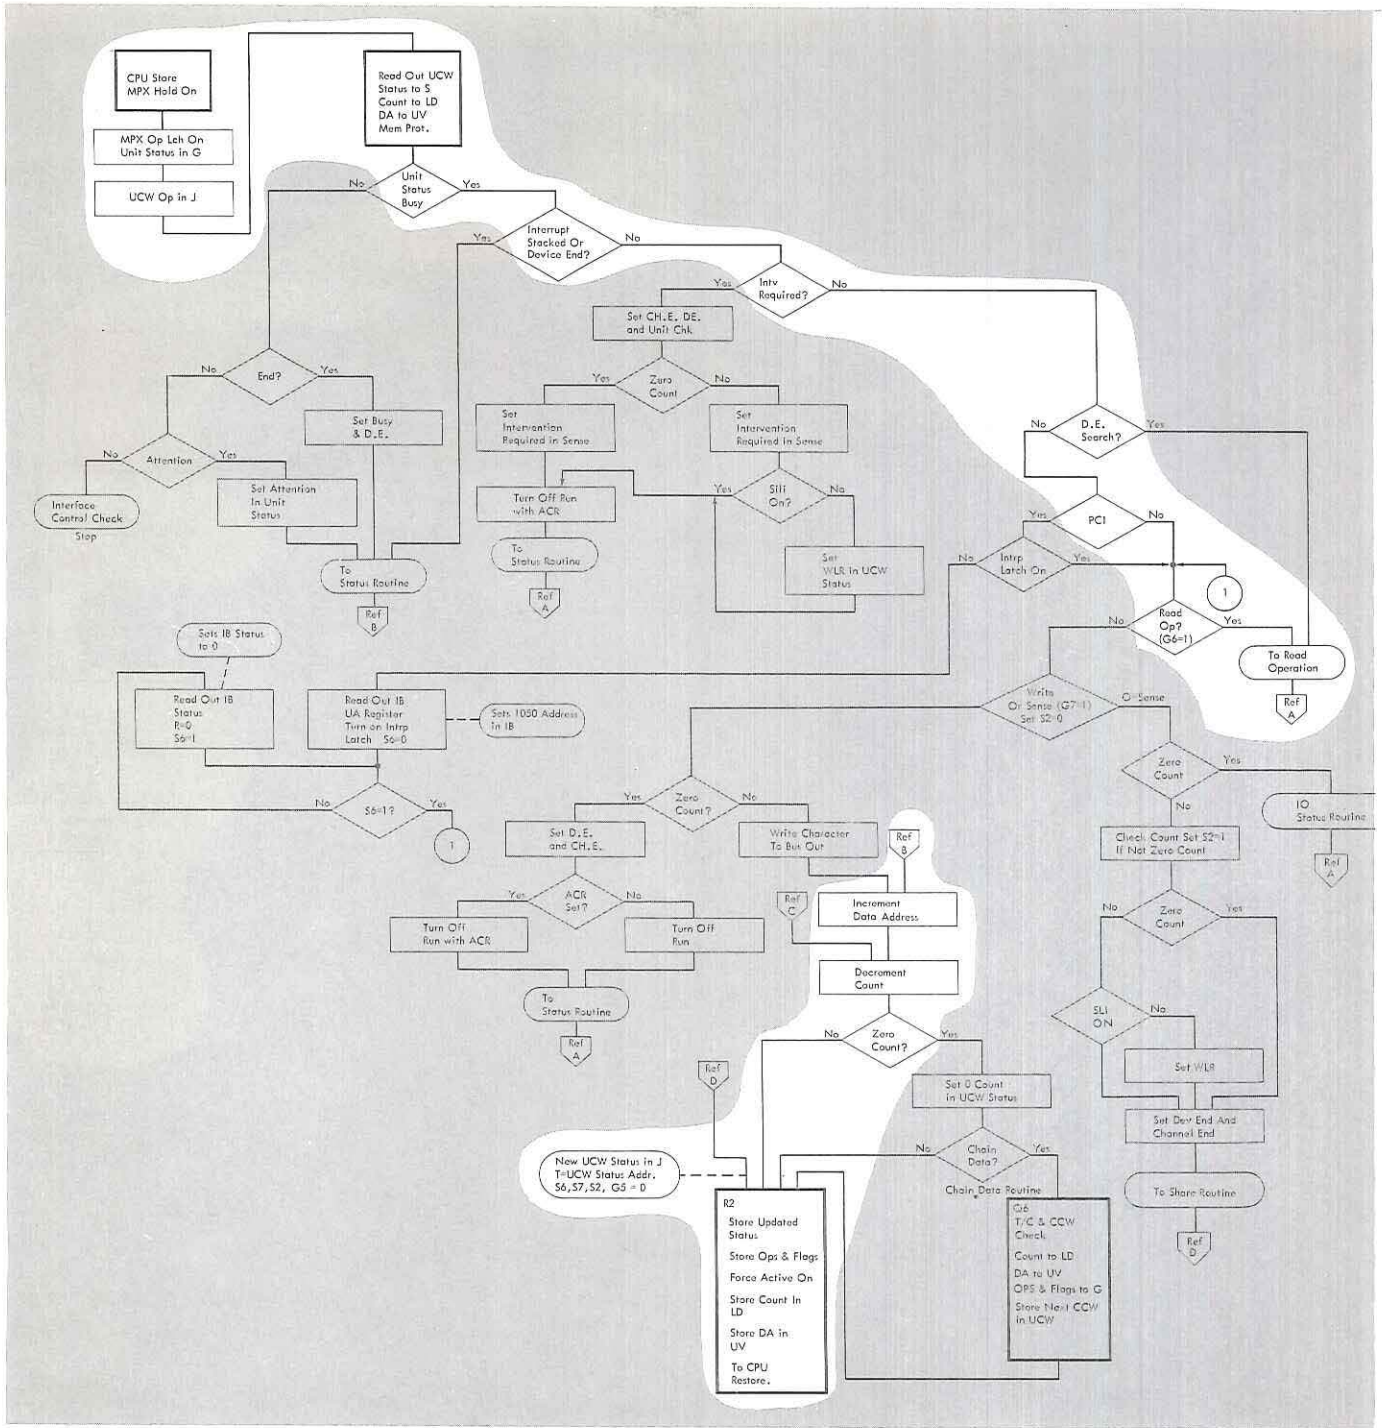 CPU Store
MPX Hold On
MPX Op Lch On
Unit Status in G
UCW Op in J
Read Out UCW
Status to S
Count to LD
DA to UV
Mem Prot.
No
Unit
Status
Busy
Yes
Yes
Interrupt
Stacked Or
Device End?
No
Yes
Intv
Required?
No
Set CH.E. DE.
and Unit Chk
No
End?
Yes
Yes
Zero
Count
No
Set Busy
& D.E.
Set
Intervention
Required in Sense
Set
Intervention
Required in Sense
No
D.E.
Search?
Yes
No
Attention
Yes
Set Attention
In Unit
Status
Interface
Control Check
Stop
Turn Off Run
with ACR
Yes
SIli
On?
No
Yes
PCI
No
To
Status Routine
Ref
A
Set
WLR in UCW
Status
No
Intrp
Latch On
Yes
1
To
Status Routine
Ref
B
No
Read
Op?
(G6=1)
Yes
To Read
Operation
Ref
A
Sets IB Status
to 0
Read Out IB
Status
R=0
S6=1
Read Out IB
UA Register
Turn on Intrp
Latch S6=0
Sets 1050 Address
in IB
Write
Or Sense (G7=1)
Set S2=0
0=Sense
Zero
Count
Yes
No
IO
Status Routine
Ref
A
No
S6=1?
Yes
1
Yes
Zero
Count?
No
Set D.E.
and CH.E.
Write Character
To Bus Out
Ref
B
Check Count Set S2=1
If Not Zero Count
Yes
ACR
Set?
No
Ref
C
Increment
Data Address
No
Zero
Count
Yes
Turn Off
Run with ACR
Turn Off
Run
Decrement
Count
To
Status Routine
Ref
A
No
Zero
Count?
Yes
SLI
ON
No
Set WLR
Ref
D
Set 0 Count
in UCW Status
Set Dev End And
Channel End
New UCW Status in J
T=UCW Status Addr.
S6,S7,S2, G5 = 0
No
Chain
Data?
Yes
Chain Data Routine
To Share Routine
Ref
D
R2
Store Updated
Status
Store Ops & Flags
Force Active On
Store Count In
LD
Store DA in
UV
To CPU
Restore.
T/C & CCW
Check
Count to LD
DA to UV
OPS & Flags to G
Store Next CCW
in UCW